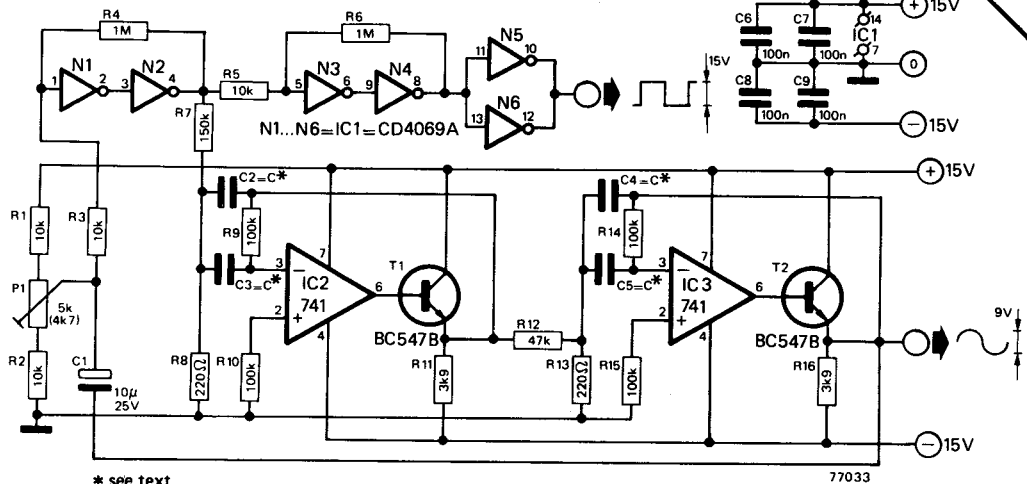 R4
1M
R6
1M
N1
1
2
N2
3
4
R5
10k
N3
5
6
N4
9
8
N5
11
10
N6
13
12
15V
N1...N6=IC1=CD4069A
R7
150k
C6
100n
C7
100n
14
IC1
7
C8
100n
C9
100n
+ 15V
0
− 15V
+ 15V
R1
10k
R3
10k
P1
5k
(4k7)
R2
10k
C1
10µ
25V
C2=C*
R9
100k
C3=C*
R8
220Ω
R10
100k
3
−
2
+
IC2
741
7
4
6
T1
BC547B
R11
3k9
R12
47k
C4=C*
R14
100k
C5=C*
R13
220Ω
R15
100k
3
−
2
+
IC3
741
7
4
6
T2
BC547B
R16
3k9
9V
− 15V
* see text
77033